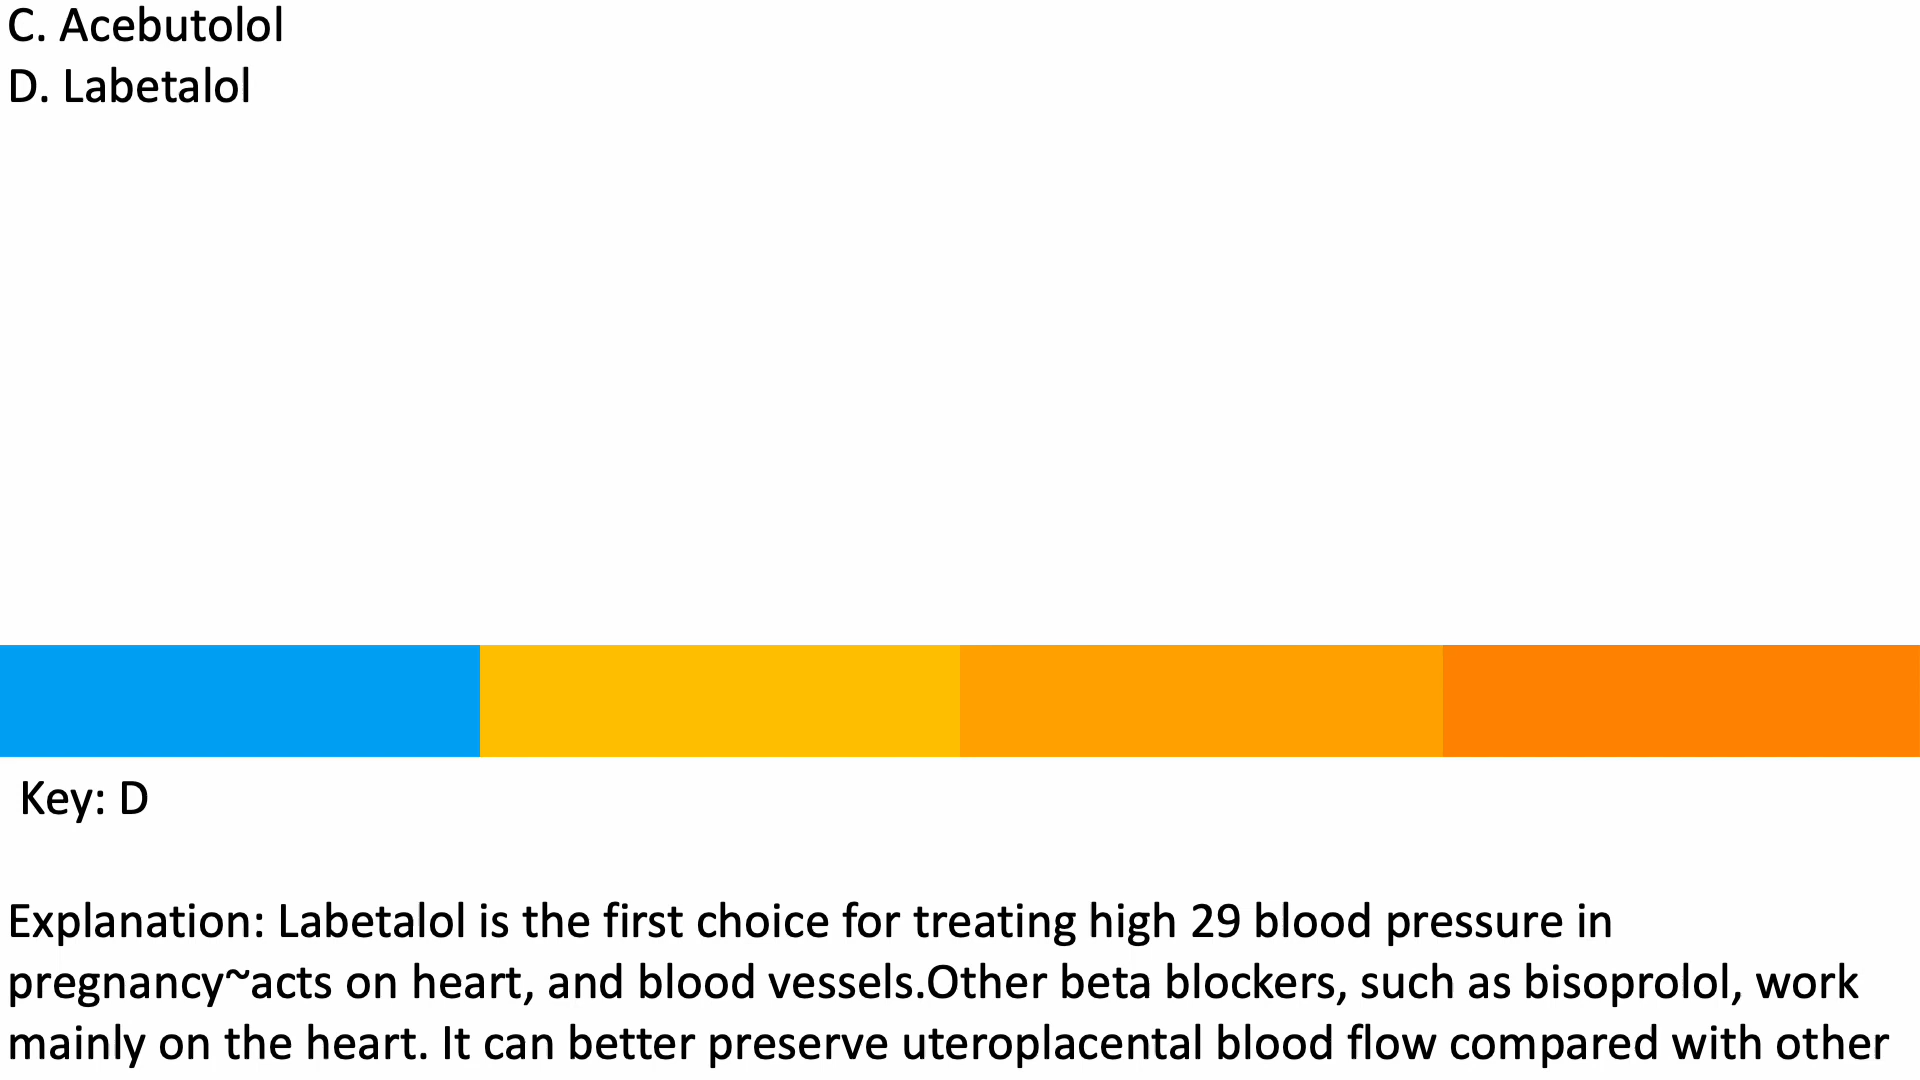 C. Acebutolol
D. Labetalol
Key: D
Explanation: Labetalol is the first choice for treating high 29 blood pressure in
pregnancy~acts on heart, and blood vessels.Other beta blockers, such as bisoprolol, work
mainly on the heart. It can better preserve uteroplacental blood flow compared with other